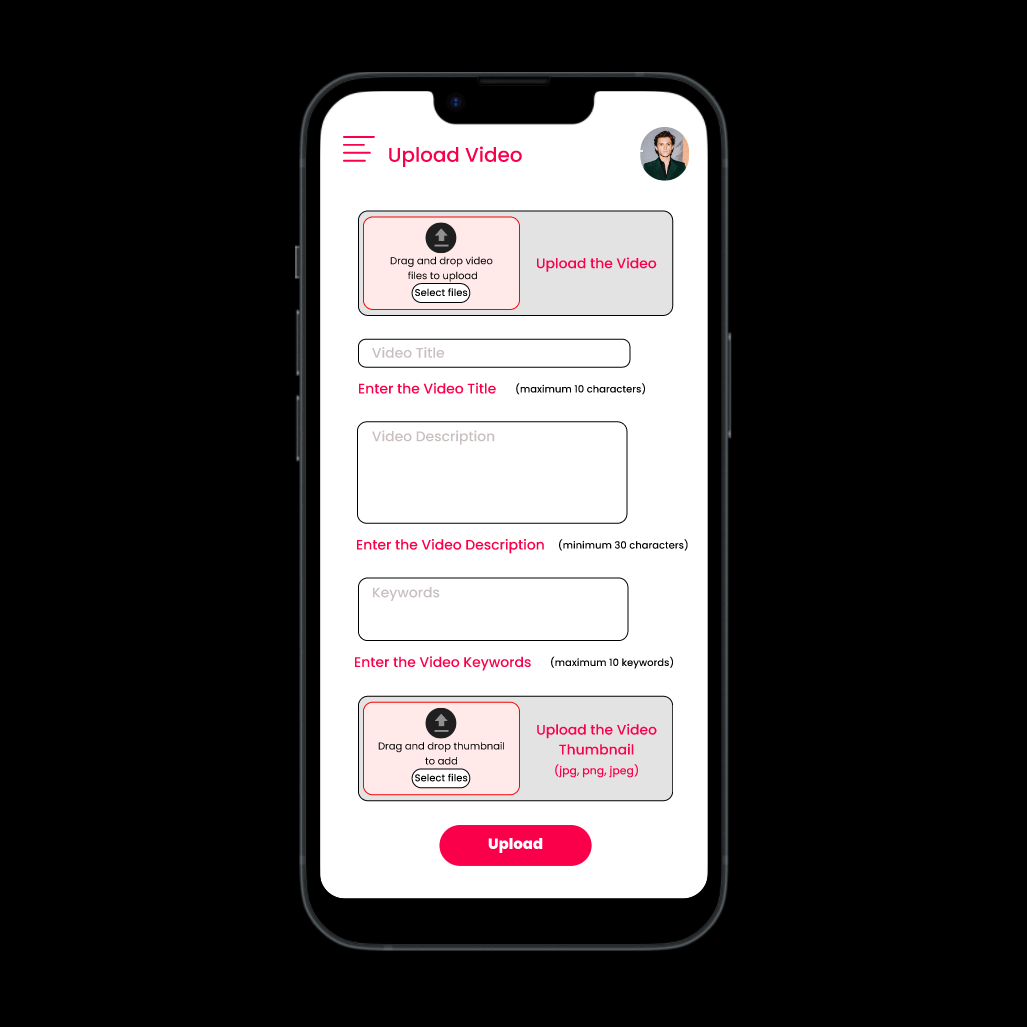 Upload Video
Drag and drop video
files to upload
Select files
Upload the Video
Video Title
Enter the Video Title (maximum 10 characters)
Video Description
Enter the Video Description (minimum 30 characters)
Keywords
Enter the Video Keywords (maximum 10 keywords)
Drag and drop thumbnail
to add
Select files
Upload the Video
Thumbnail
(jpg, png, jpeg)
Upload